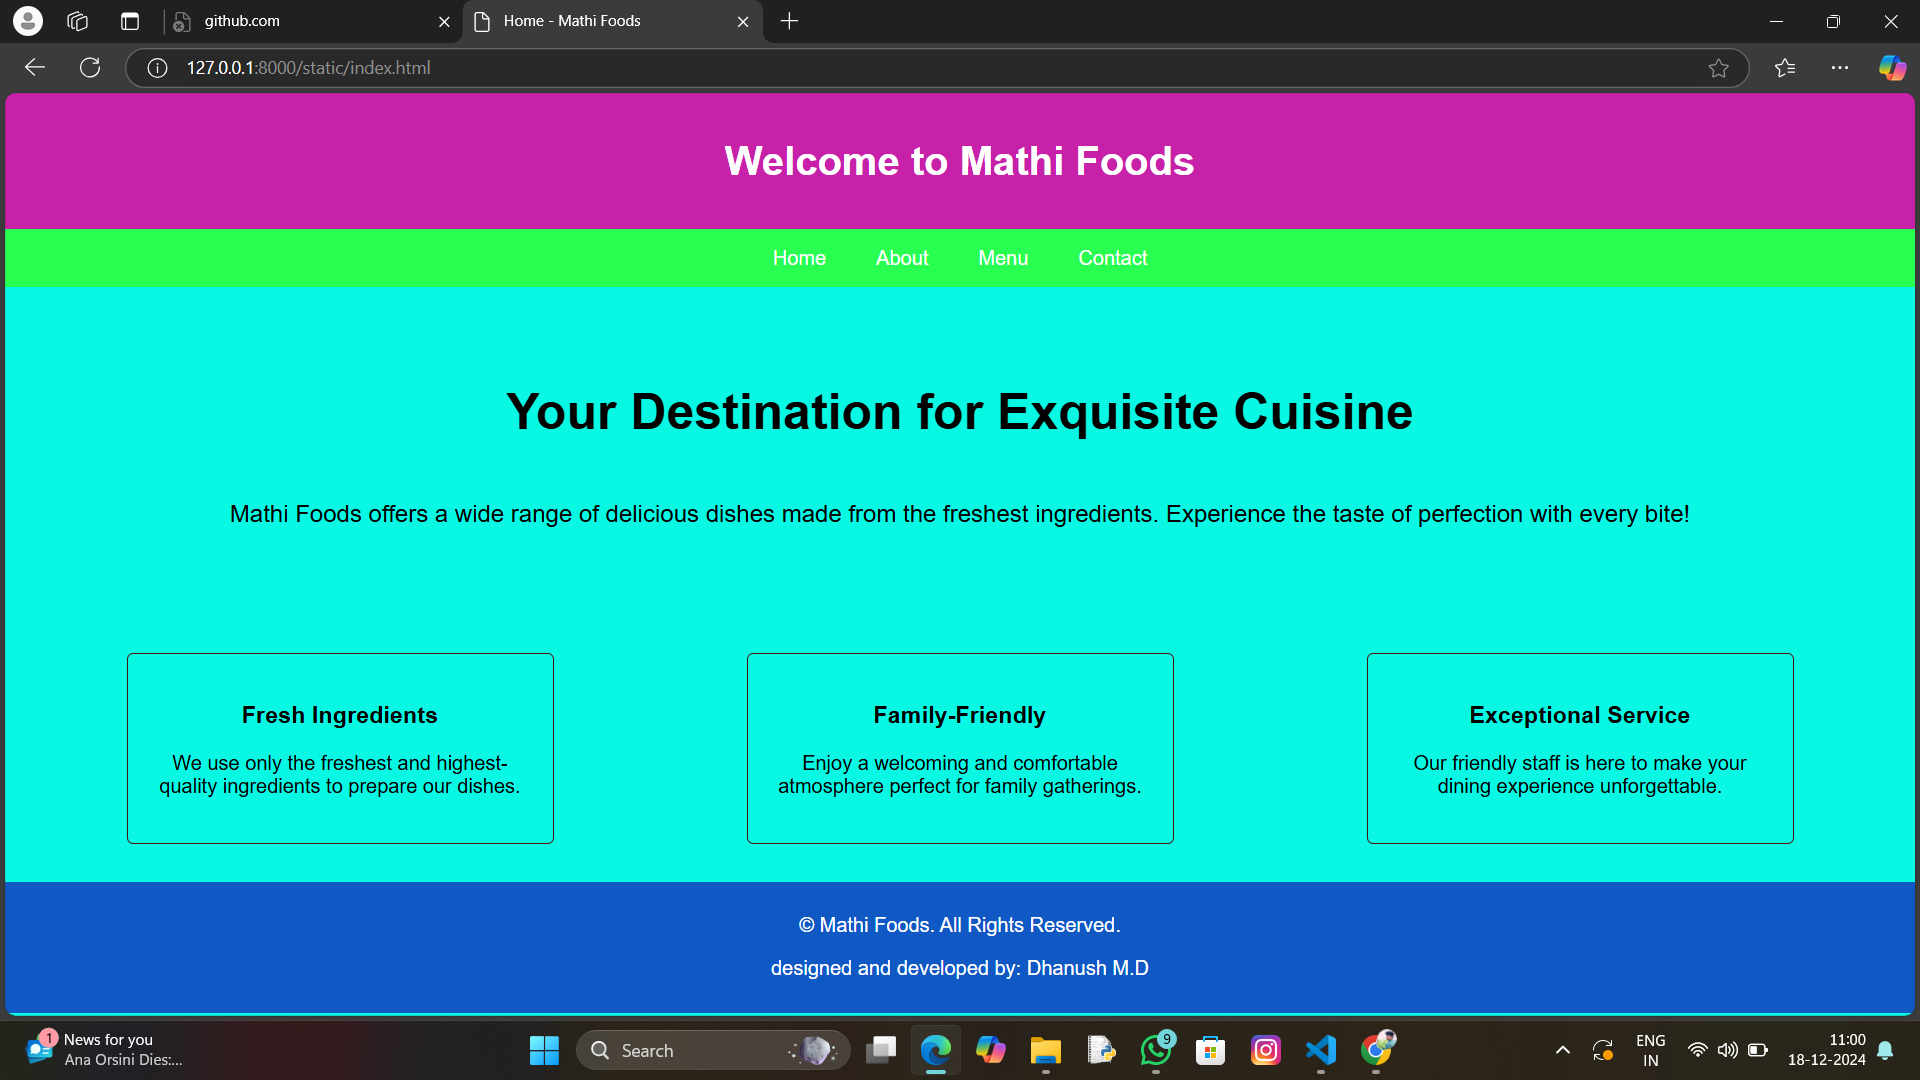 github.com
Home - Mathi Foods
127.0.0.1:8000/static/index.html
Welcome to Mathi Foods
Home
About
Menu
Contact
Your Destination for Exquisite Cuisine
Mathi Foods offers a wide range of delicious dishes made from the freshest ingredients. Experience the taste of perfection with every bite!
Fresh Ingredients
We use only the freshest and highest-
quality ingredients to prepare our dishes.
Family-Friendly
Enjoy a welcoming and comfortable
atmosphere perfect for family gatherings.
Exceptional Service
Our friendly staff is here to make your
dining experience unforgettable.
© Mathi Foods. All Rights Reserved.
designed and developed by: Dhanush M.D
1
News for you
Ana Orsini Dies:...
Search
9
ENG
IN
11:00
18-12-2024